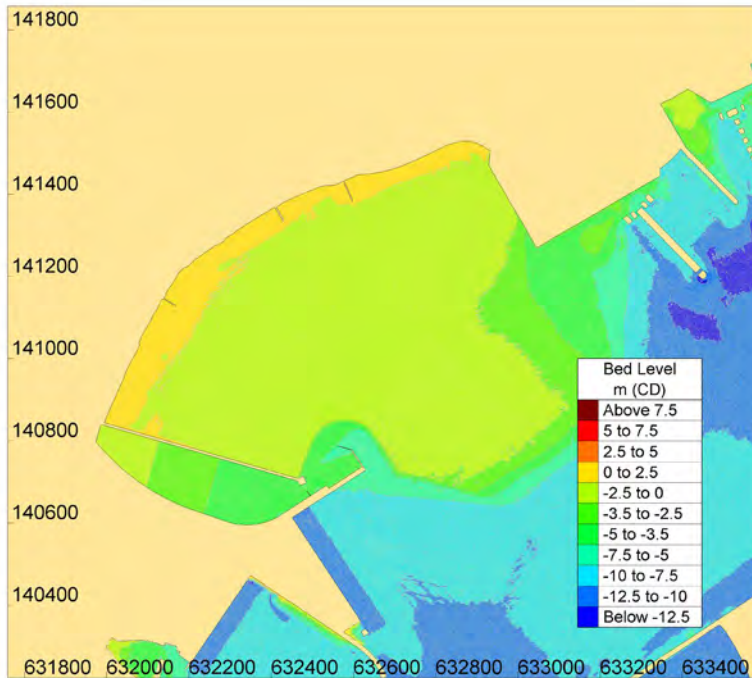 141800
141600
141400
141200
141000
140800
140600
140400
Bed Level
m (CD)
Above 7.5
5 to 7.5
2.5 to 5
0 to 2.5
-2.5 to 0
-3.5 to -2.5
-5 to -3.5
-7.5 to -5
-10 to -7.5
-12.5 to -10
Below -12.5
631800 632000 632200 632400 632600 632800 633000 633200 633400